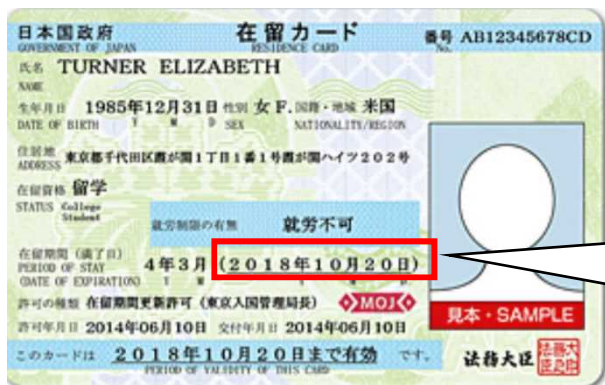 日本国政府 在留カード 番号 AB12345678CD
GOVERNMENT OF JAPAN RESIDENCE CARD No.
氏名 TURNER ELIZABETH
NAME
生年月日 1985年12月31日 性別 女 F. 国籍・地域 米国
DATE OF BIRTH Y M D SEX NATIONALITY/REGION
住居地 東京都千代田区霞が関1丁目1番1号霞が関ハイツ202号
ADDRESS
在留資格 留学
STATUS College
Student
就労制限の有無 就労不可
在留期間（満了日） 4年3月（2018年10月20日）
PERIOD OF STAY
(DATE OF EXPIRATION) Y M Y M D
許可の種類 在留期間更新許可（東京入国管理局長） MOJ
見本・SAMPLE
許可年月日 2014年06月10日 交付年月日 2014年06月10日
このカードは 2018年10月20日まで有効 です。 法務大臣
PERIOD OF VALIDITY OF THIS CARD